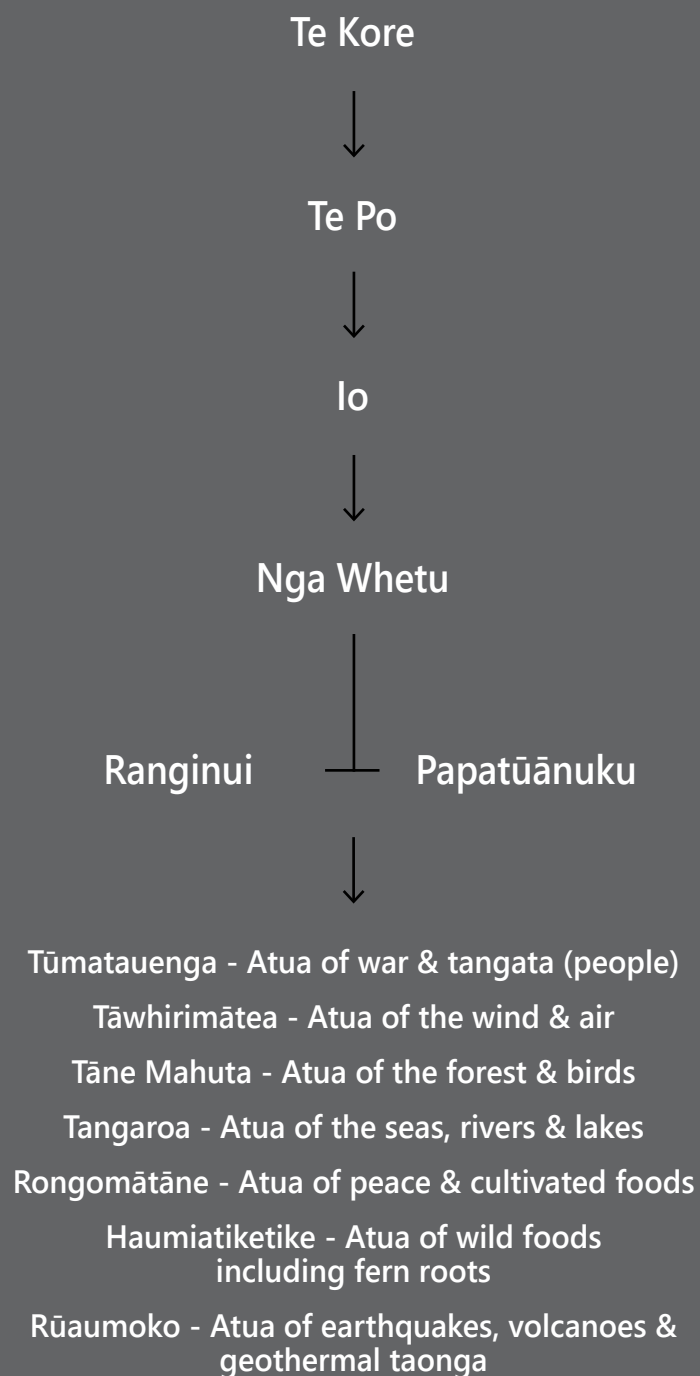 Te Kore
Te Po
Io
Nga Whetu
Ranginui
Papatūānuku
Tūmatauenga - Atua of war & tangata (people)
Tāwhirimātea - Atua of the wind & air
Tāne Mahuta - Atua of the forest & birds
Tangaroa - Atua of the seas, rivers & lakes
Rongomātāne - Atua of peace & cultivated foods
Haumiatiketike - Atua of wild foods
including fern roots
Rūaumoko - Atua of earthquakes, volcanoes &
geothermal taonga